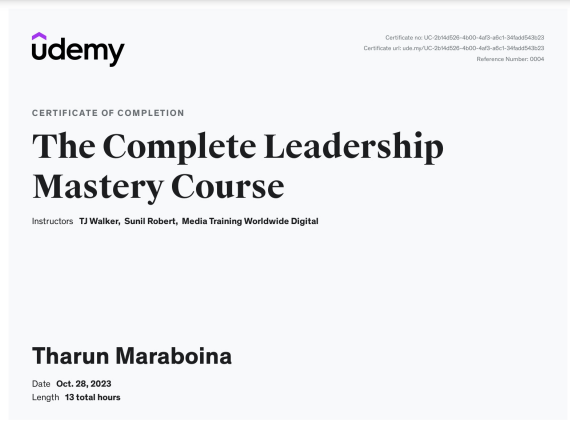 udemy
Certificate no: UC-2b14d526-4b00-4af3-a6c1-34fadd543b23
Certificate url: ude.my/UC-2b14d526-4b00-4af3-a6c1-34fadd543b23
Reference Number: 0004
CERTIFICATE OF COMPLETION
The Complete Leadership
Mastery Course
Instructors TJ Walker, Sunil Robert, Media Training Worldwide Digital
Tharun Maraboina
Date Oct. 28, 2023
Length 13 total hours